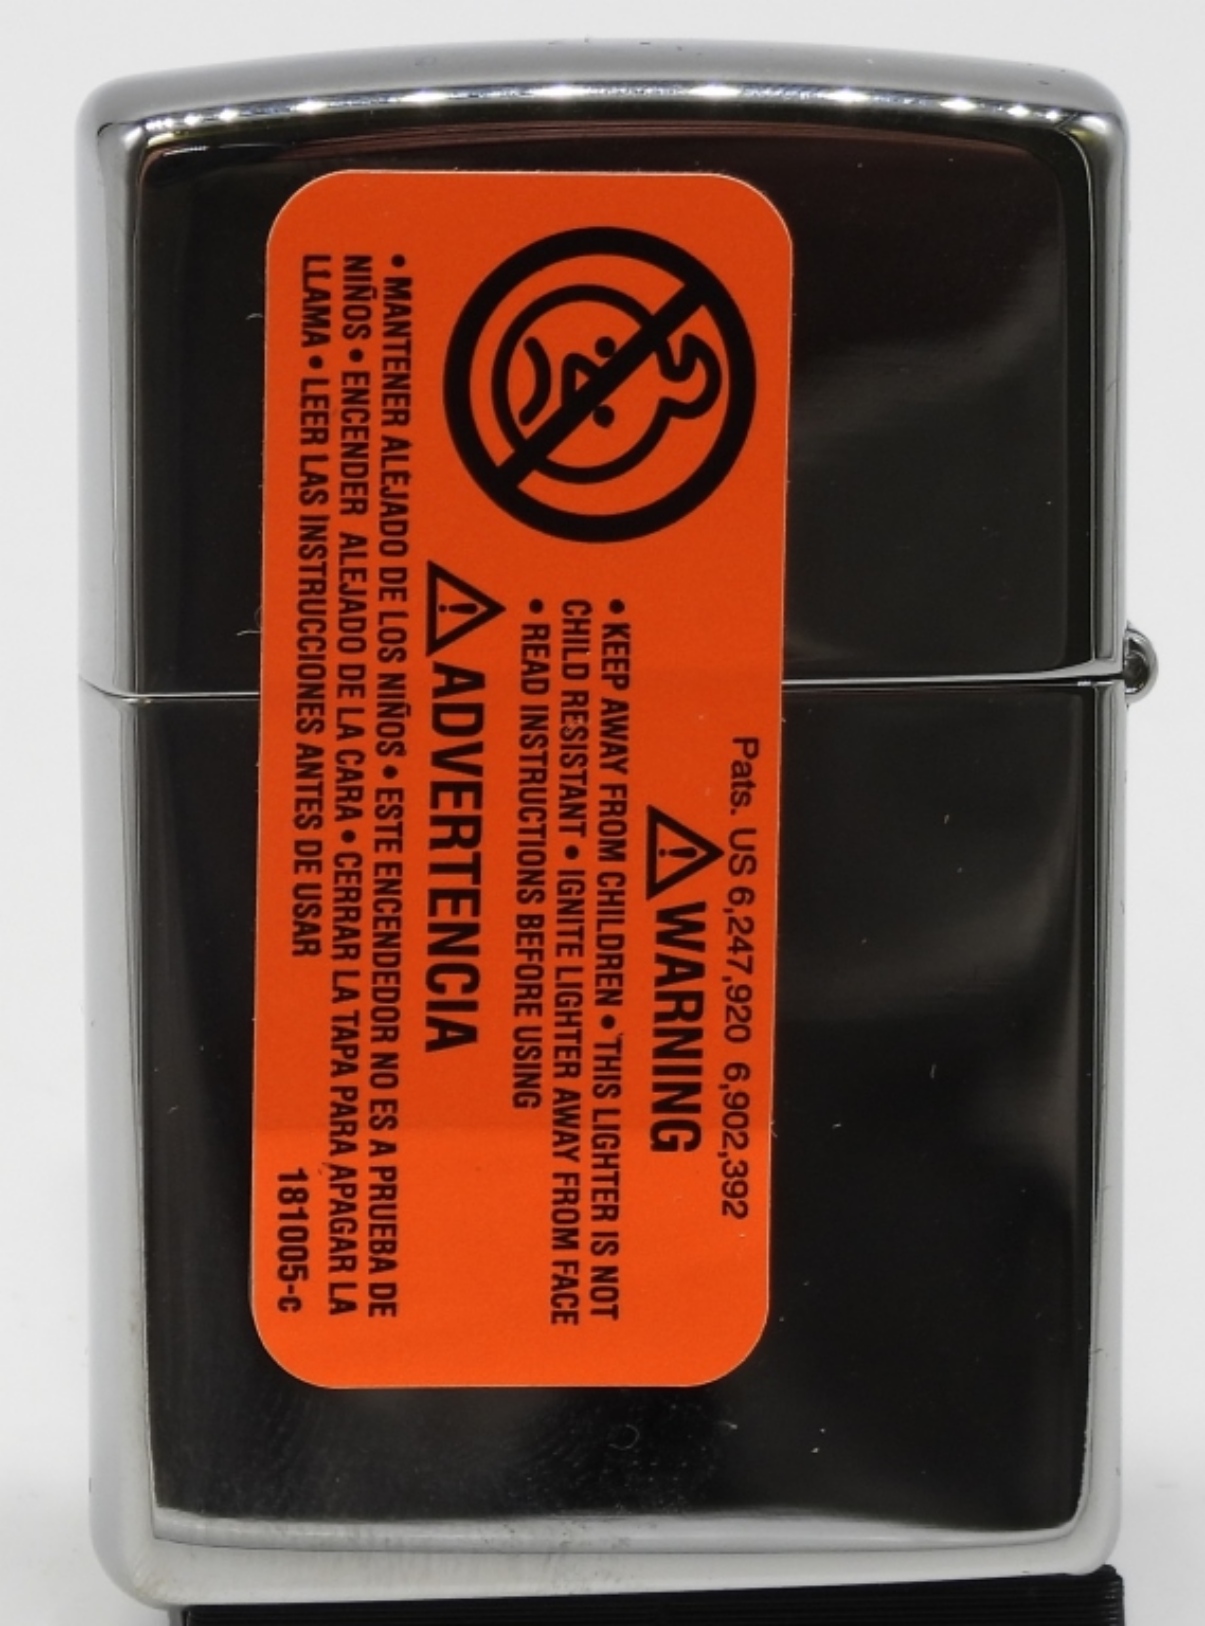 Pats. US 6,247,920 6,902,392
WARNING
• KEEP AWAY FROM CHILDREN • THIS LIGHTER IS NOT
CHILD RESISTANT • IGNITE LIGHTER AWAY FROM FACE
• READ INSTRUCTIONS BEFORE USING
ADVERTENCIA
• MANTENER ALEJADO DE LOS NIÑOS • ESTE ENCENDEDOR NO ES A PRUEBA DE
NIÑOS • ENCENDER ALEJADO DE LA CARA • CERRAR LA TAPA PARA APAGAR LA
LLAMA • LEER LAS INSTRUCCIONES ANTES DE USAR
181005-c